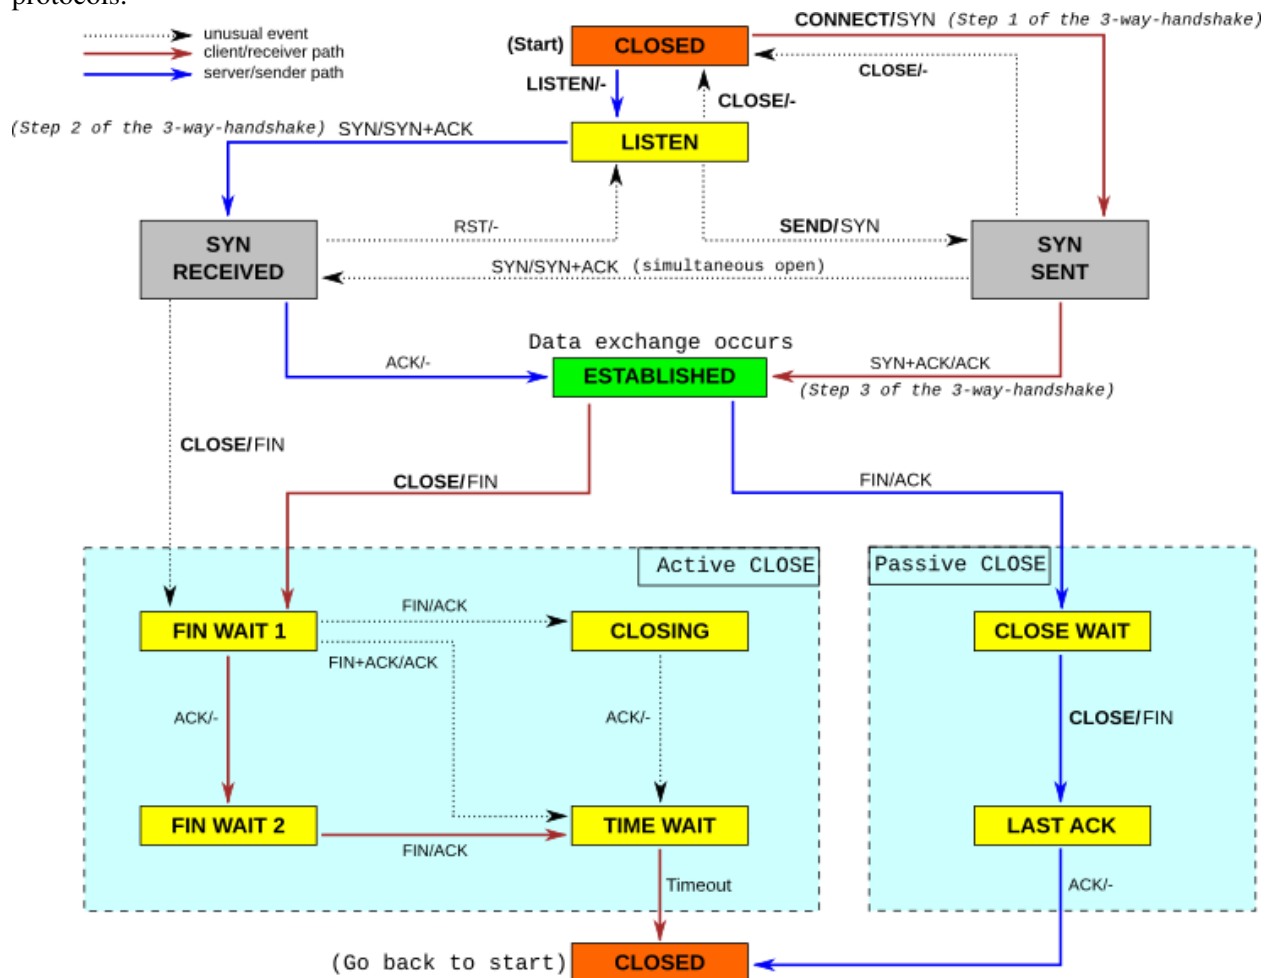 protocols:
CONNECT/SYN (Step 1 of the 3-way-handshake)
unusual event
client/receiver path
server/sender path
(Start)
CLOSED
CLOSE/-
LISTEN/-
CLOSE/-
(Step 2 of the 3-way-handshake) SYN/SYN+ACK
LISTEN
RST/-
SEND/SYN
SYN
RECEIVED
SYN
SENT
SYN/SYN+ACK (simultaneous open)
Data exchange occurs
ACK/-
ESTABLISHED
SYN+ACK/ACK
(Step 3 of the 3-way-handshake)
CLOSE/FIN
CLOSE/FIN
FIN/ACK
Active CLOSE
Passive CLOSE
FIN WAIT 1
FIN/ACK
CLOSING
CLOSE WAIT
FIN+ACK/ACK
ACK/-
ACK/-
CLOSE/FIN
FIN WAIT 2
TIME WAIT
LAST ACK
FIN/ACK
Timeout
ACK/-
(Go back to start)
CLOSED